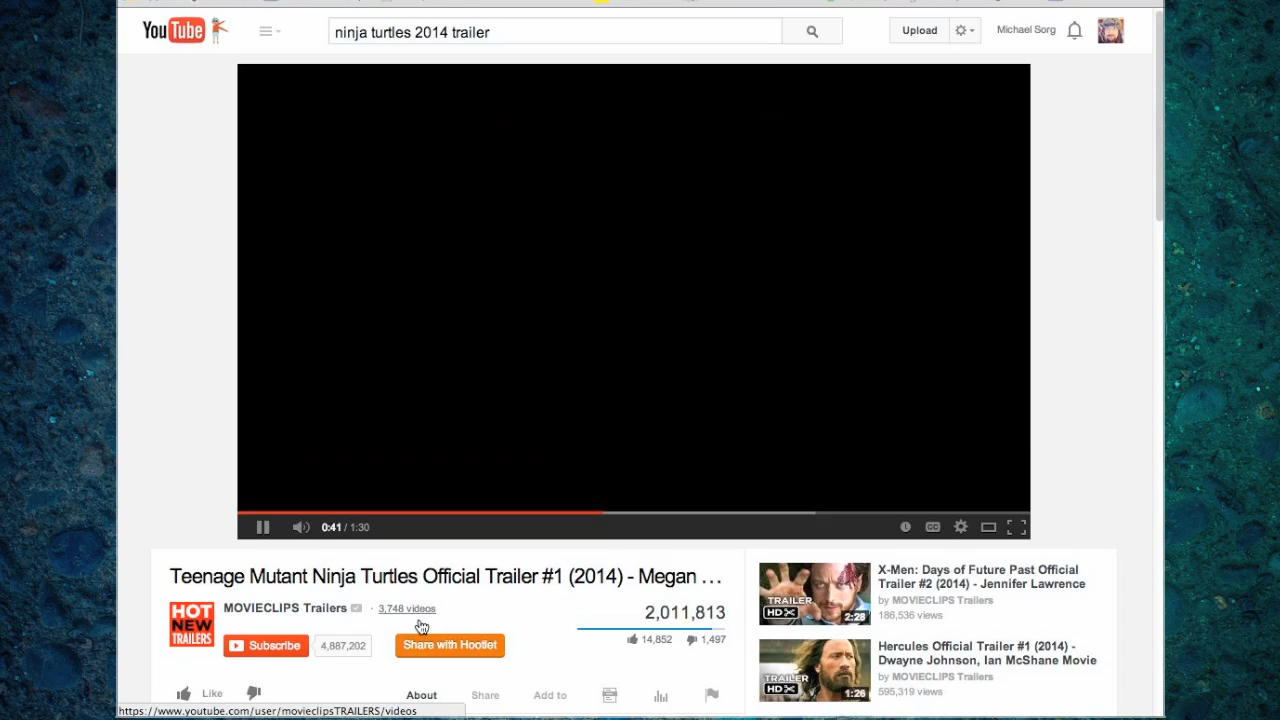 YouTube
ninja turtles 2014 trailer
Upload
Michael Sorg
0:41 / 1:30
CC
Teenage Mutant Ninja Turtles Official Trailer #1 (2014) - Megan ...
HOT
NEW
TRAILERS
MOVIECLIPS Trailers · 3,748 videos
Subscribe 4,887,202
Share with Hootlet
2,011,813
14,852 1,497
Like
About
Share
Add to
TRAILER
HD
2:28
X-Men: Days of Future Past Official
Trailer #2 (2014) - Jennifer Lawrence
by MOVIECLIPS Trailers
186,536 views
TRAILER
HD
1:26
Hercules Official Trailer #1 (2014) -
Dwayne Johnson, Ian McShane Movie
by MOVIECLIPS Trailers
595,319 views
https://www.youtube.com/user/movieclipsTRAILERS/videos